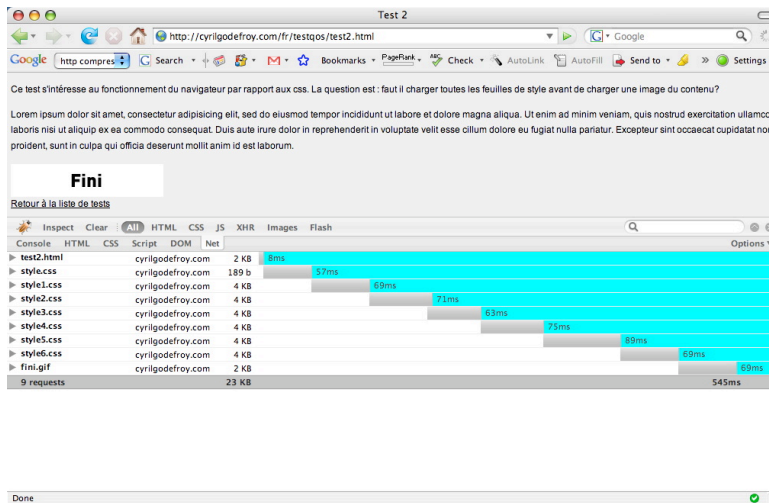 Test 2
http://cyrilgodefroy.com/fr/testqos/test2.html
G Google
Google http compres G Search M Bookmarks PageRank ABC Check AutoLink AutoFill Send to » Settings
Ce test s'intéresse au fonctionnement du navigateur par rapport aux css. La question est : faut il charger toutes les feuilles de style avant de charger une image du contenu?
Lorem ipsum dolor sit amet, consectetur adipisicing elit, sed do eiusmod tempor incididunt ut labore et dolore magna aliqua. Ut enim ad minim veniam, quis nostrud exercitation ullamco
laboris nisi ut aliquip ex ea commodo consequat. Duis aute irure dolor in reprehenderit in voluptate velit esse cillum dolore eu fugiat nulla pariatur. Excepteur sint occaecat cupidatat non
proident, sunt in culpa qui officia deserunt mollit anim id est laborum.
Fini
Retour à la liste de tests
Inspect Clear All HTML CSS JS XHR Images Flash
Console HTML CSS Script DOM Net Options
test2.html cyrilgodefroy.com 2 KB 8ms
style.css cyrilgodefroy.com 189 b 57ms
style1.css cyrilgodefroy.com 4 KB 69ms
style2.css cyrilgodefroy.com 4 KB 71ms
style3.css cyrilgodefroy.com 4 KB 63ms
style4.css cyrilgodefroy.com 4 KB 75ms
style5.css cyrilgodefroy.com 4 KB 89ms
style6.css cyrilgodefroy.com 4 KB 69ms
fini.gif cyrilgodefroy.com 2 KB 69ms
9 requests 23 KB 545ms
Done